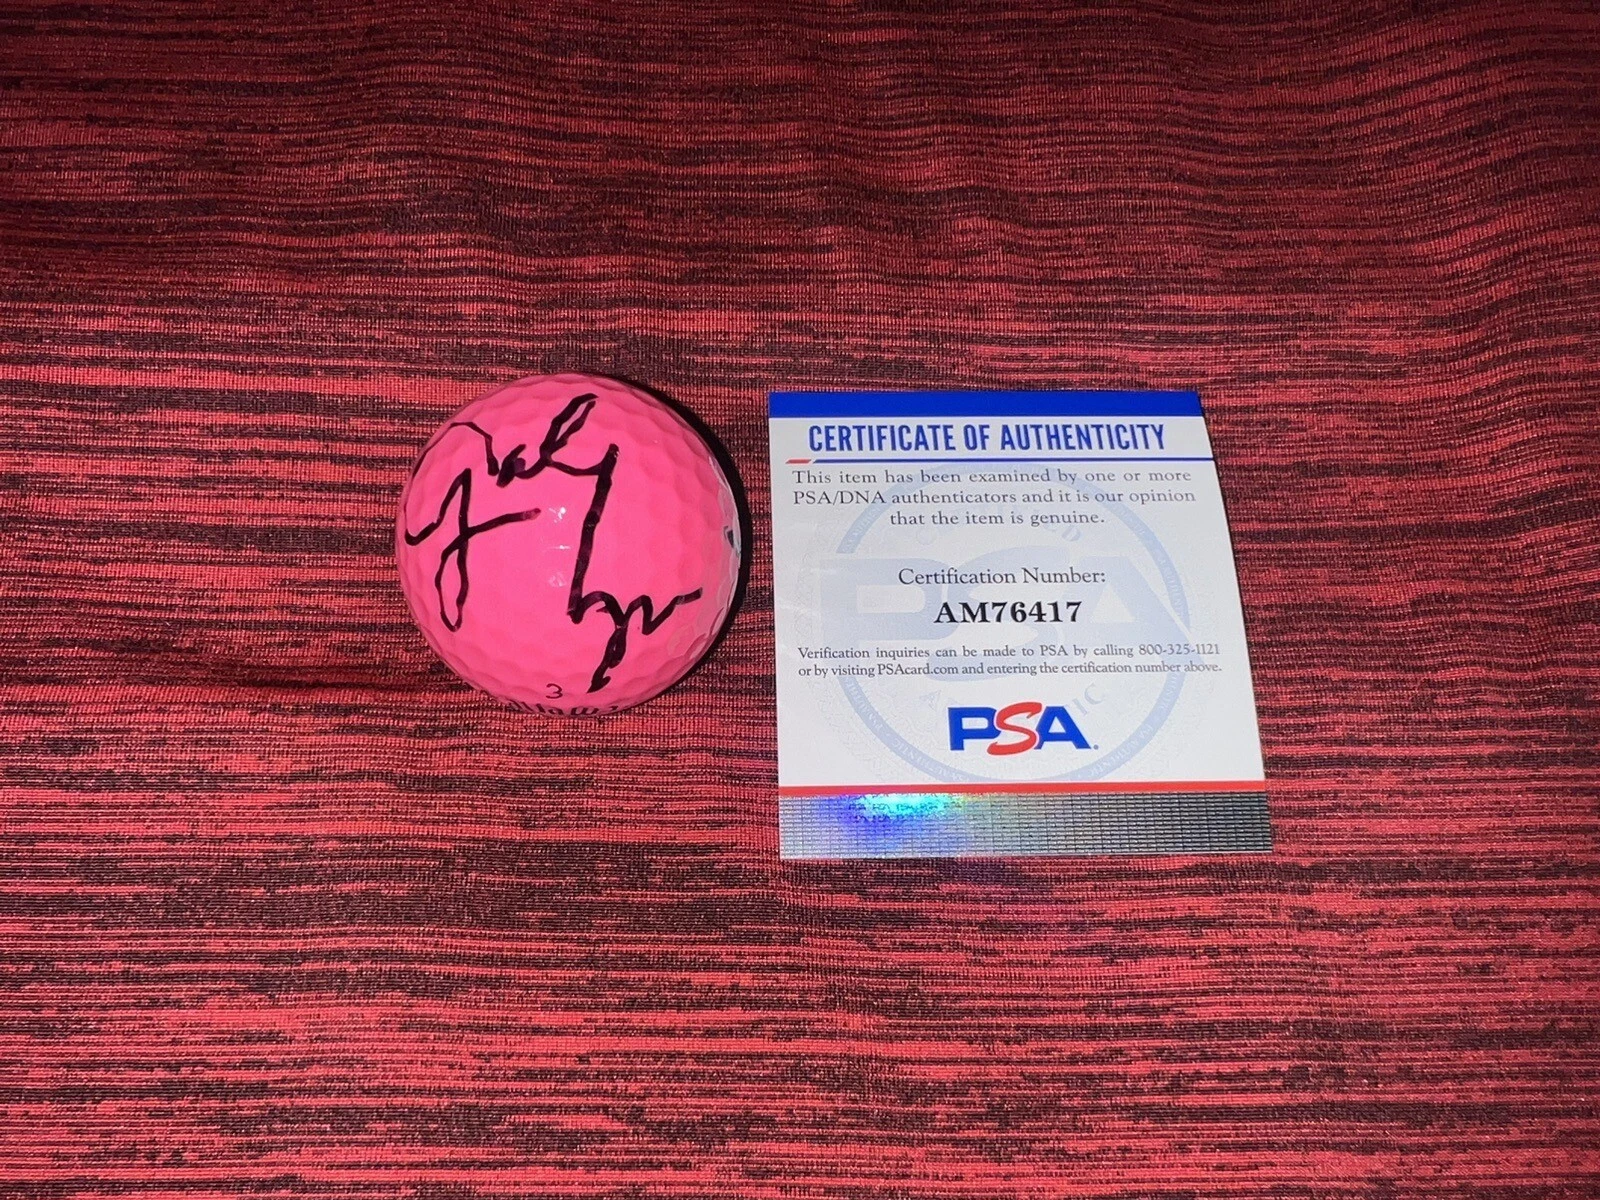 3
CERTIFICATE OF AUTHENTICITY
This item has been examined by one or more
PSA/DNA authenticators and it is our opinion
that the item is genuine.
Certification Number:
AM76417
Verification inquiries can be made to PSA by calling 800-325-1121
or by visiting PSAcard.com and entering the certification number above.
PSA.